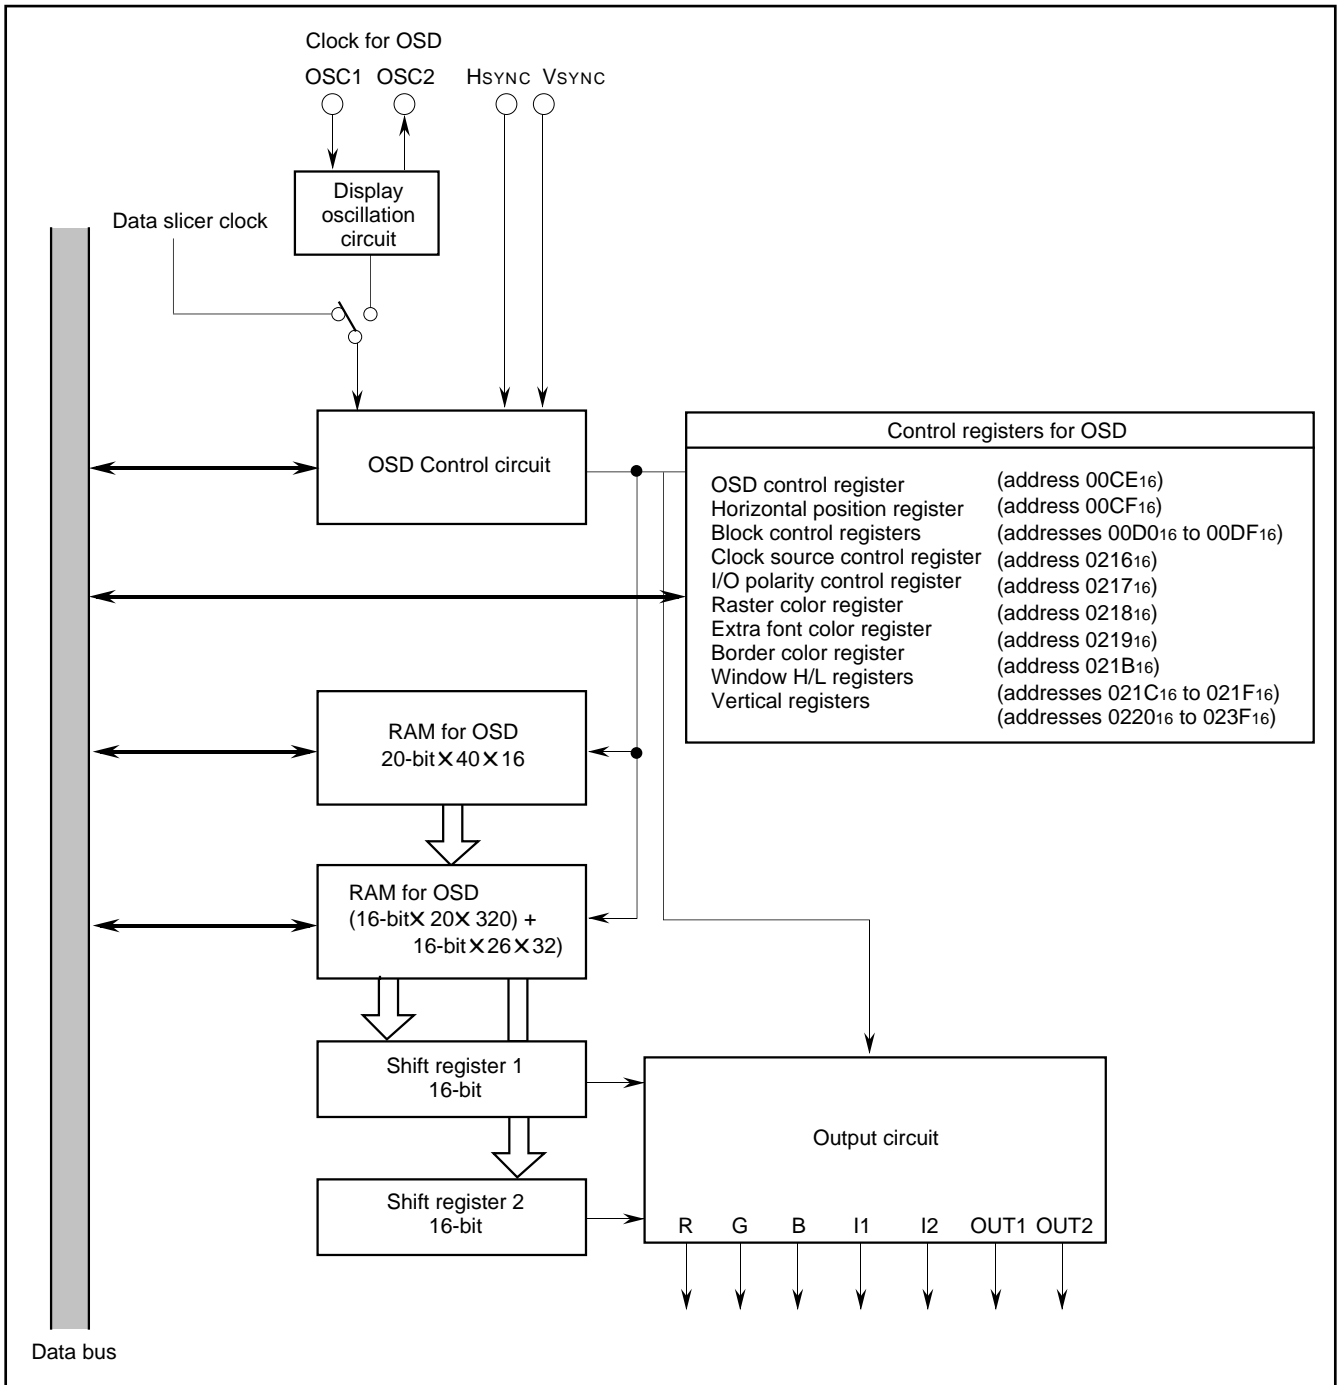 Clock for OSD
OSC1 OSC2 HSYNC VSYNC
Display
oscillation
circuit
Data slicer clock
OSD Control circuit
Control registers for OSD
OSD control register (address 00CE16)
Horizontal position register (address 00CF16)
Block control registers (addresses 00D016 to 00DF16)
Clock source control register (address 021616)
I/O polarity control register (address 021716)
Raster color register (address 021816)
Extra font color register (address 021916)
Border color register (address 021B16)
Window H/L registers (addresses 021C16 to 021F16)
Vertical registers (addresses 022016 to 023F16)
RAM for OSD
20-bit×40×16
RAM for OSD
(16-bit× 20× 320) +
16-bit×26×32)
Shift register 1
16-bit
Output circuit
Shift register 2
16-bit
R G B I1 I2 OUT1 OUT2
Data bus